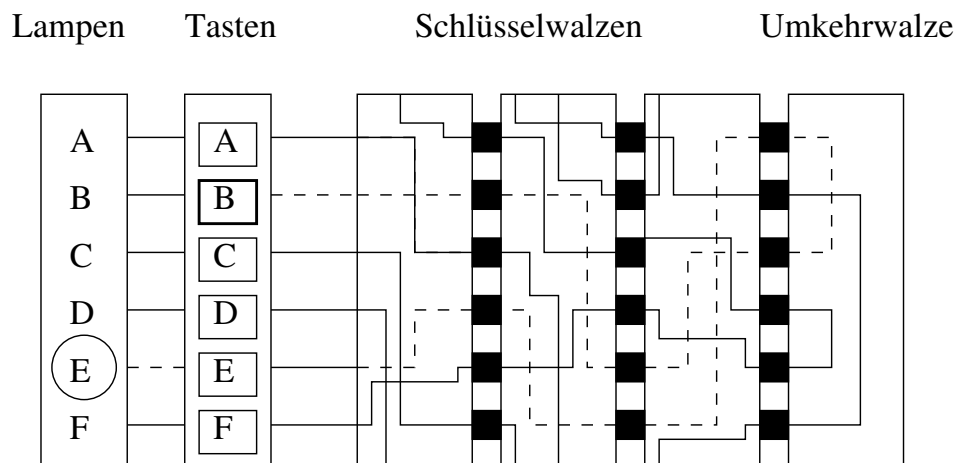 Lampen Tasten Schlüsselwalzen Umkehrwalze
A A
B B
C C
D D
E E
F F